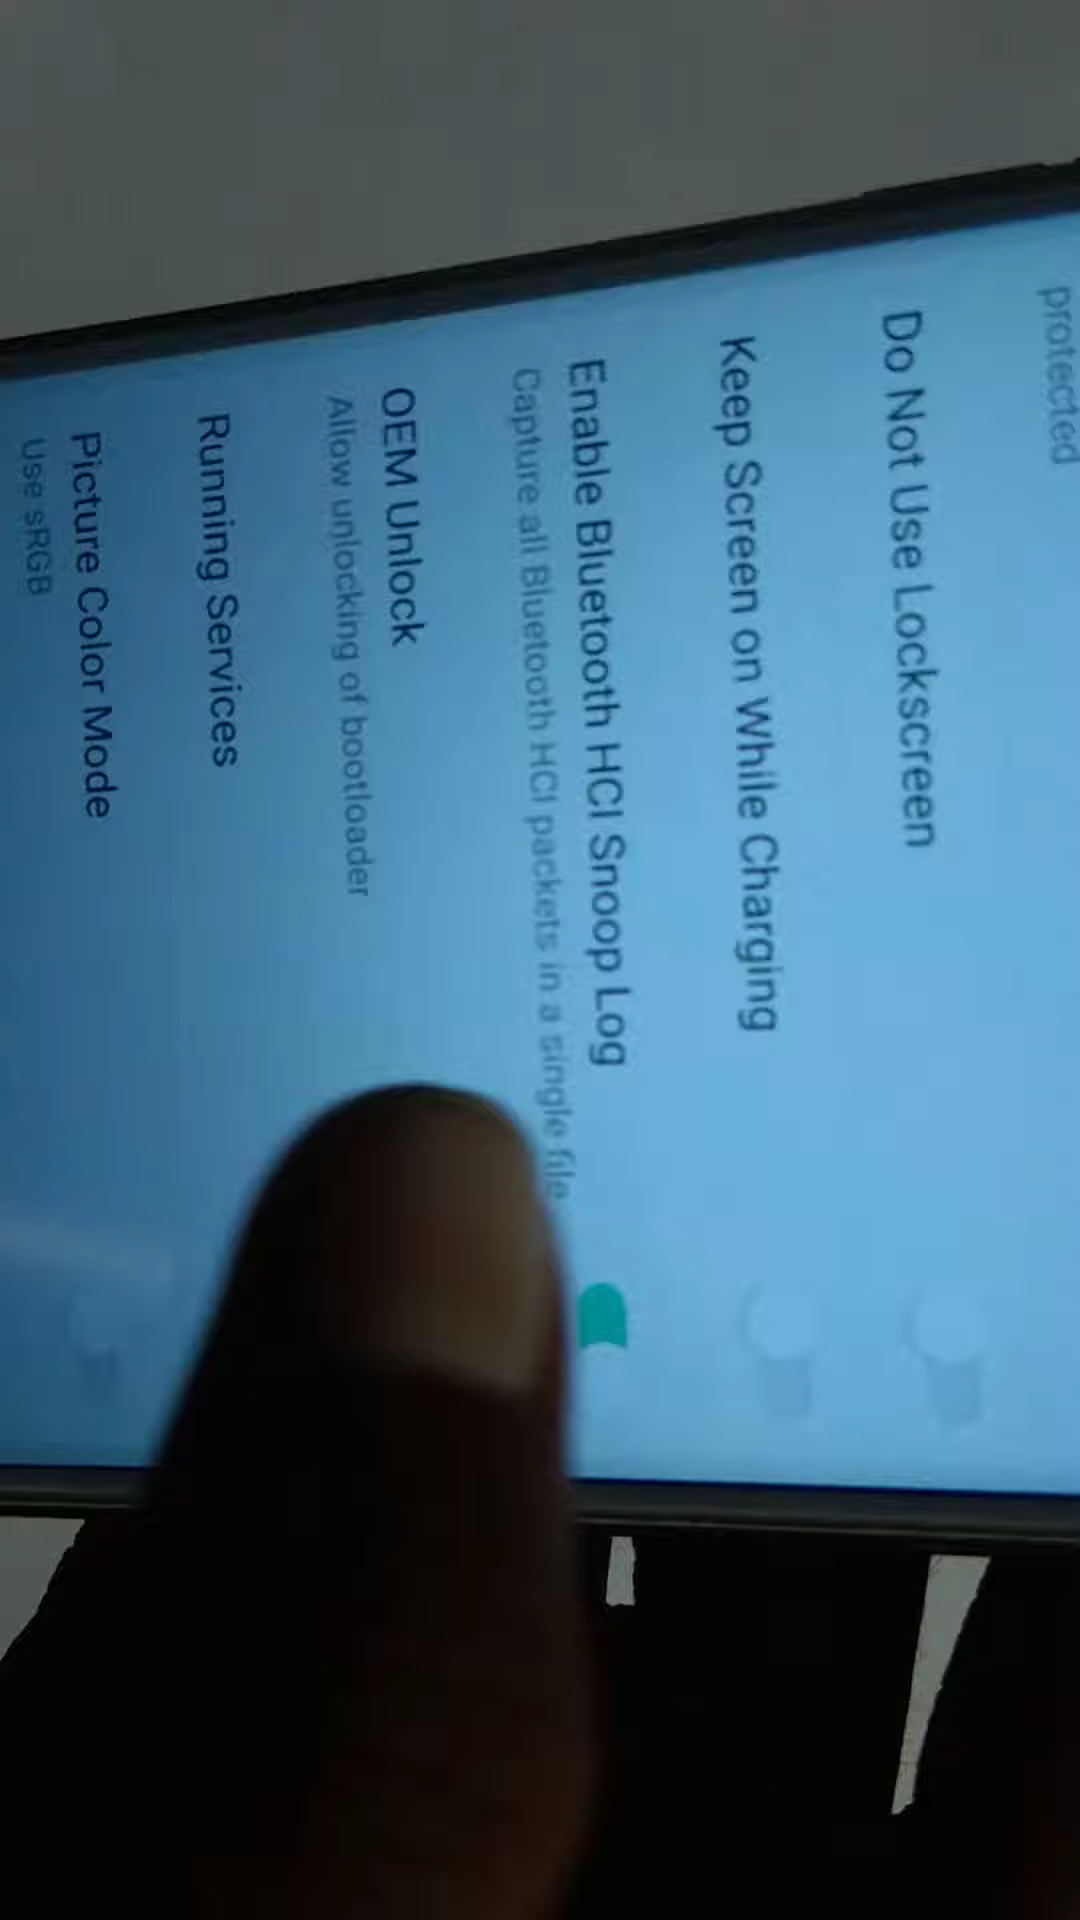 protected
Do Not Use Lockscreen
Keep Screen on While Charging
Enable Bluetooth HCI Snoop Log
Capture all Bluetooth HCI packets in a single file
OEM Unlock
Allow unlocking of bootloader
Running Services
Picture Color Mode
Use sRGB